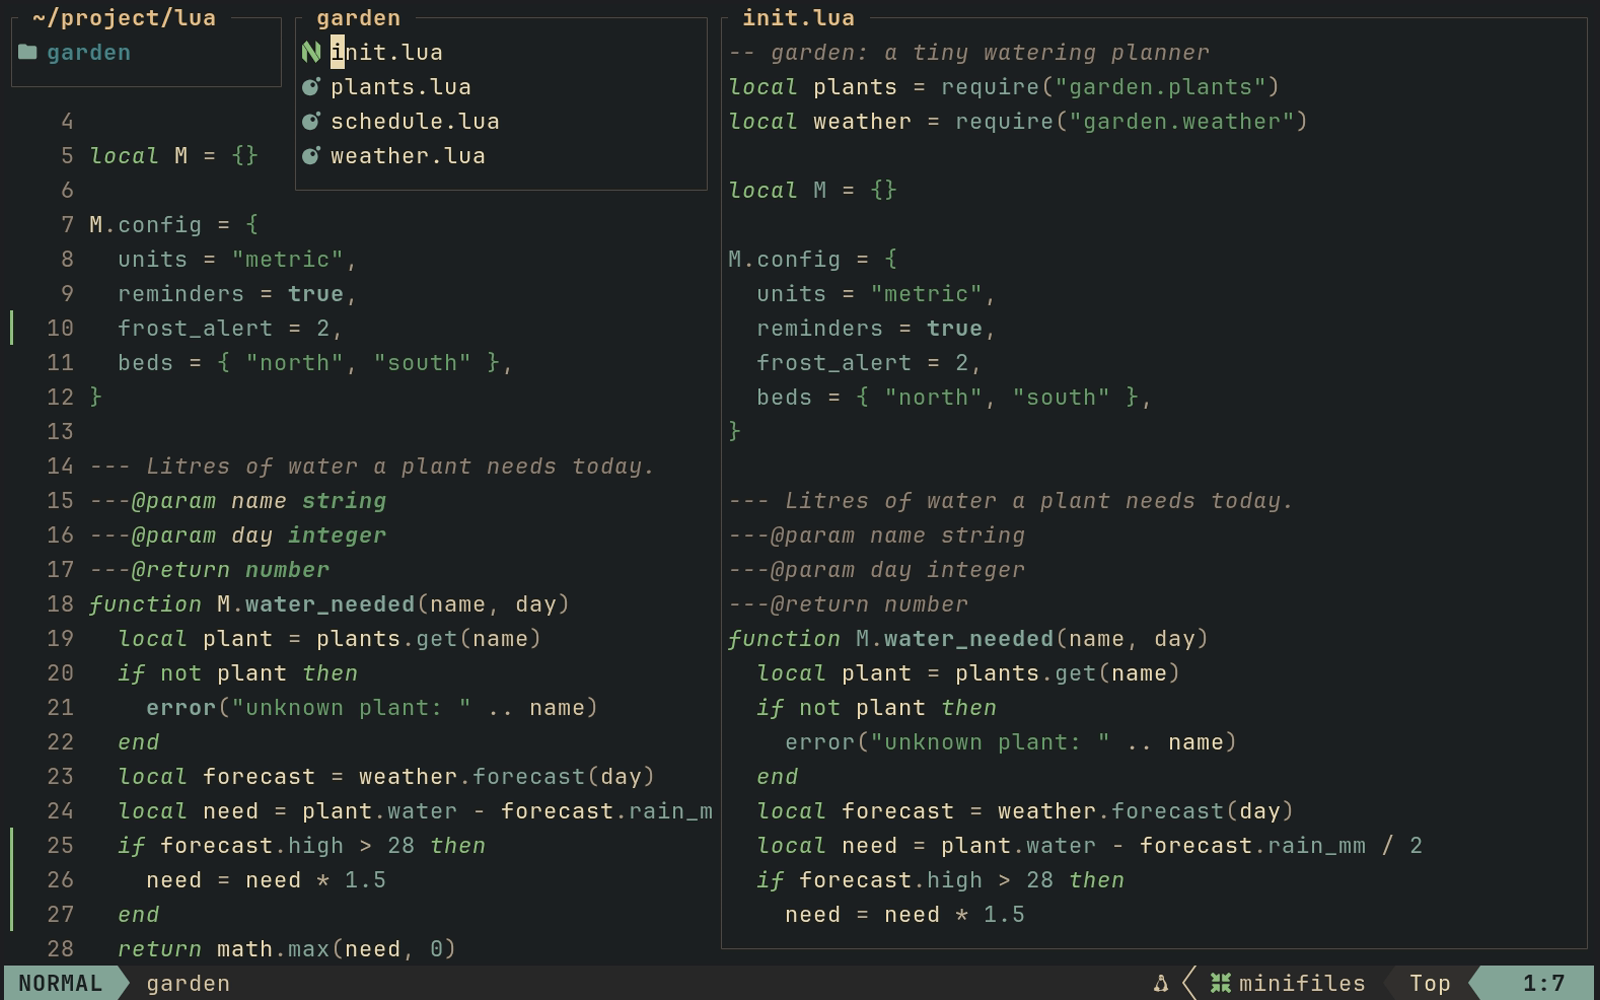 ~/project/lua
garden
4
5 local M = {}
6
7 M.config = {
8   units = "metric",
9   reminders = true,
10   frost_alert = 2,
11   beds = { "north", "south" },
12 }
13
14 --- Litres of water a plant needs today.
15 ---@param name string
16 ---@param day integer
17 ---@return number
18 function M.water_needed(name, day)
19   local plant = plants.get(name)
20   if not plant then
21     error("unknown plant: " .. name)
22   end
23   local forecast = weather.forecast(day)
24   local need = plant.water - forecast.rain_m
25   if forecast.high > 28 then
26     need = need * 1.5
27   end
28   return math.max(need, 0)
garden
init.lua
plants.lua
schedule.lua
weather.lua
init.lua
-- garden: a tiny watering planner
local plants = require("garden.plants")
local weather = require("garden.weather")
local M = {}
M.config = {
  units = "metric",
  reminders = true,
  frost_alert = 2,
  beds = { "north", "south" },
}
--- Litres of water a plant needs today.
---@param name string
---@param day integer
---@return number
function M.water_needed(name, day)
  local plant = plants.get(name)
  if not plant then
    error("unknown plant: " .. name)
  end
  local forecast = weather.forecast(day)
  local need = plant.water - forecast.rain_mm / 2
  if forecast.high > 28 then
    need = need * 1.5
NORMAL garden minifiles Top 1:7